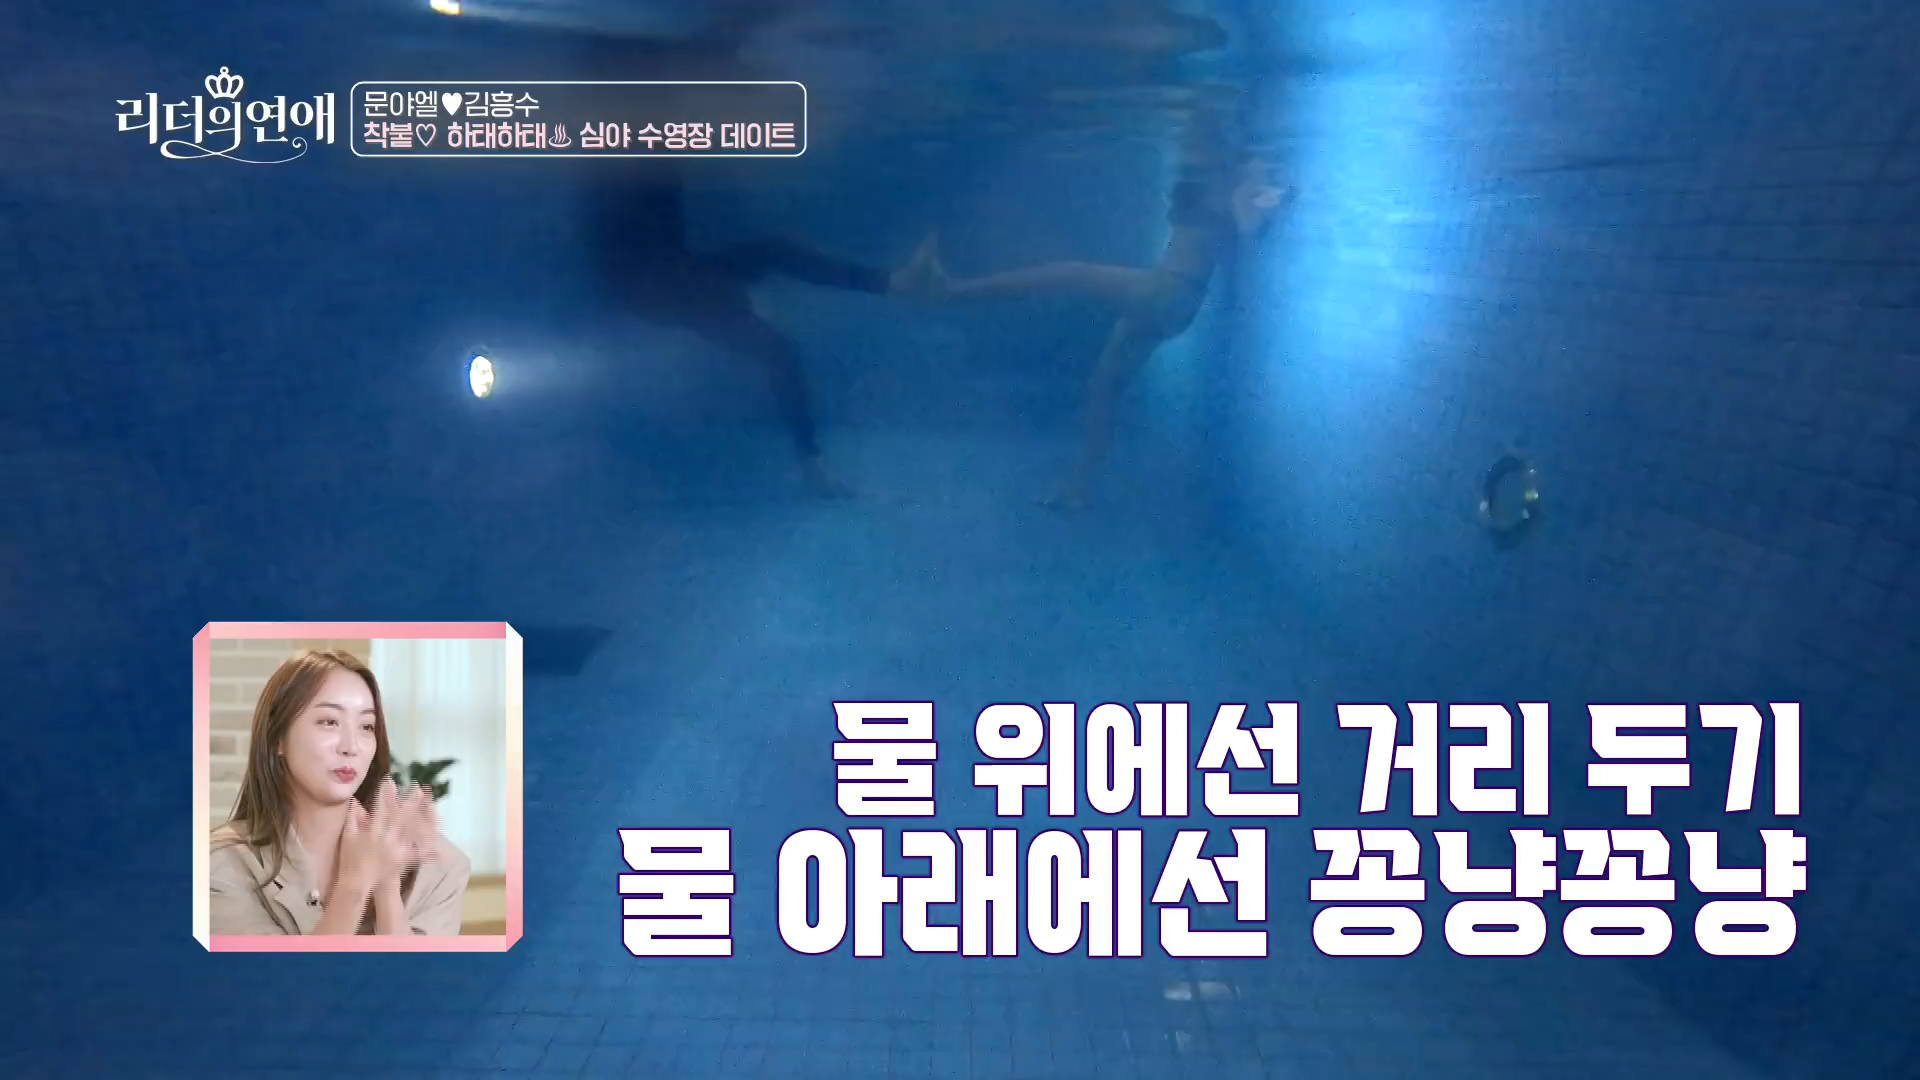 리더의연애
문야엘♥김흥수
착붙♡ 하태하태♨ 심야 수영장 데이트
물 위에선 거리 두기
물 아래에선 꽁냥꽁냥